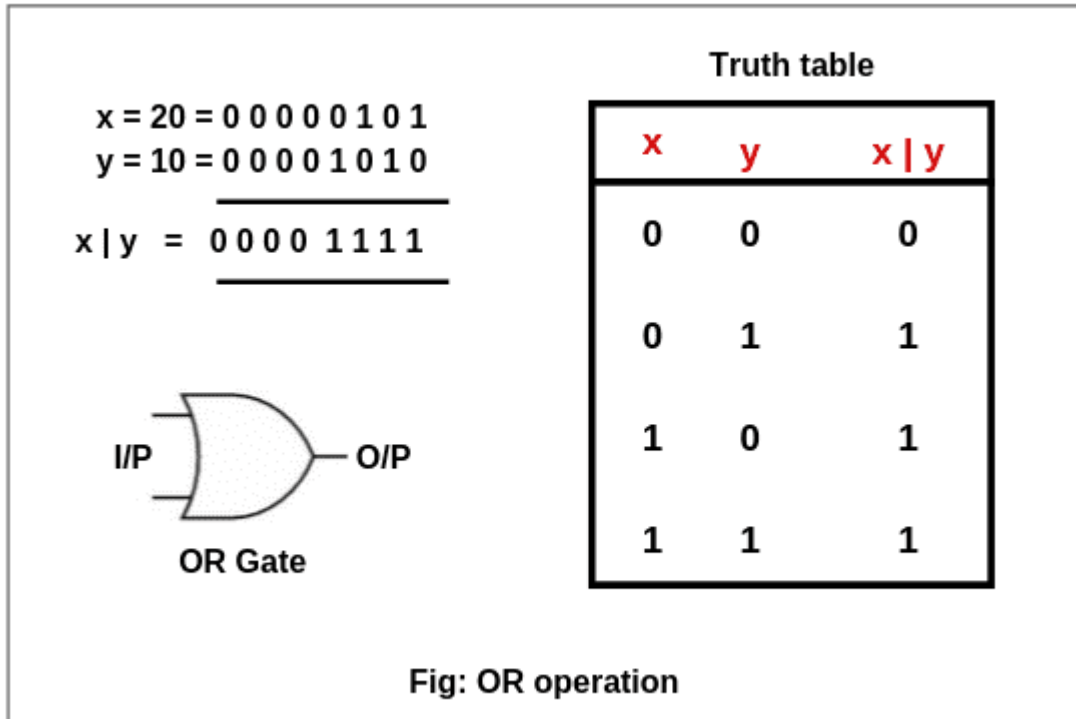 x = 20 = 0 0 0 0 0 1 0 1
y = 10 = 0 0 0 0 1 0 1 0
x | y = 0 0 0 0 1 1 1 1
I/P O/P
OR Gate
Truth table
x y x | y
0 0 0
0 1 1
1 0 1
1 1 1
Fig: OR operation